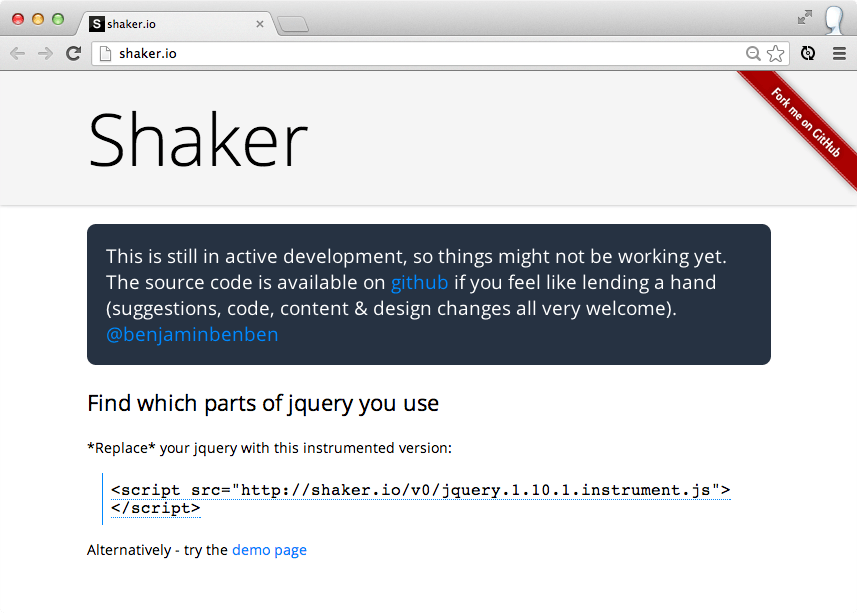 S shaker.io
shaker.io
Fork me on GitHub
Shaker
This is still in active development, so things might not be working yet.
The source code is available on github if you feel like lending a hand
(suggestions, code, content & design changes all very welcome).
@benjaminbenben
Find which parts of jquery you use
*Replace* your jquery with this instrumented version:
<script src="http://shaker.io/v0/jquery.1.10.1.instrument.js">
</script>
Alternatively - try the demo page